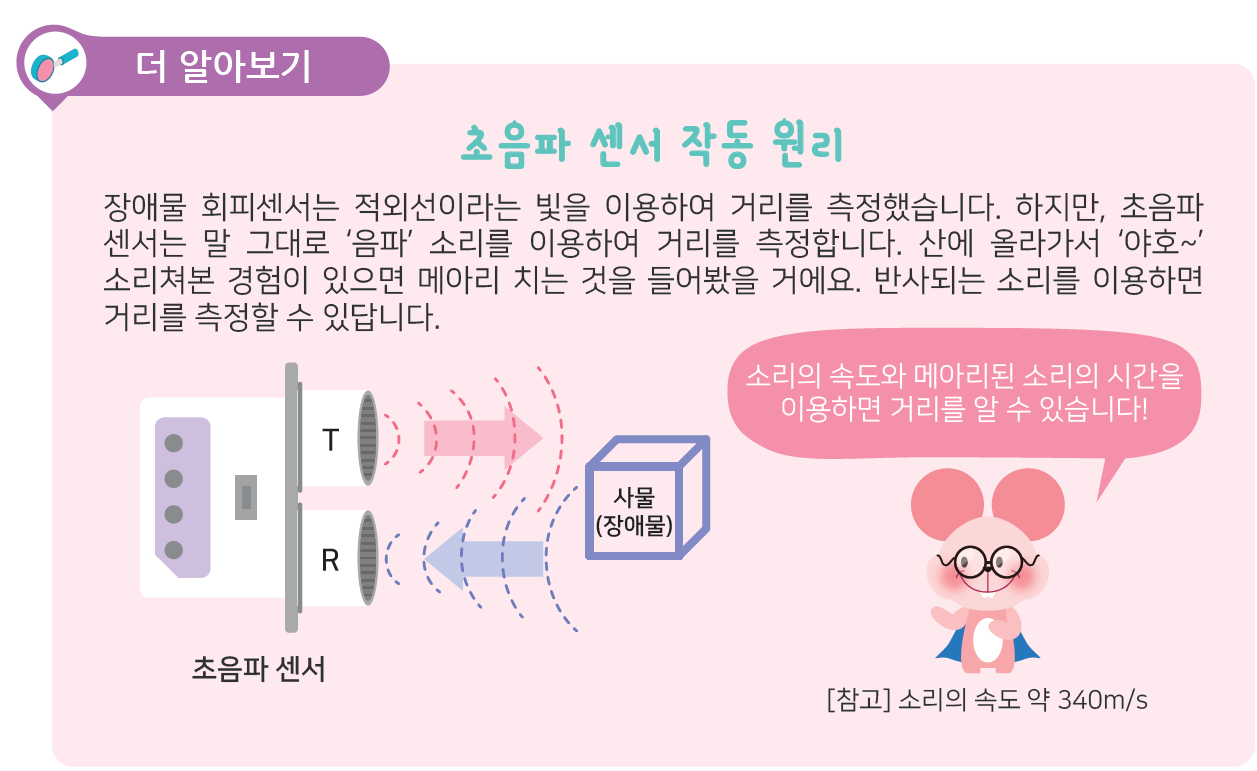 더 알아보기
초음파 센서 작동 원리
장애물 회피센서는 적외선이라는 빛을 이용하여 거리를 측정했습니다. 하지만, 초음파
센서는 말 그대로 ‘음파’ 소리를 이용하여 거리를 측정합니다. 산에 올라가서 ‘야호~’
소리쳐본 경험이 있으면 메아리 치는 것을 들어봤을 거에요. 반사되는 소리를 이용하면
거리를 측정할 수 있답니다.
소리의 속도와 메아리된 소리의 시간을
이용하면 거리를 알 수 있습니다!
T
R
사물
(장애물)
초음파 센서
[참고] 소리의 속도 약 340m/s